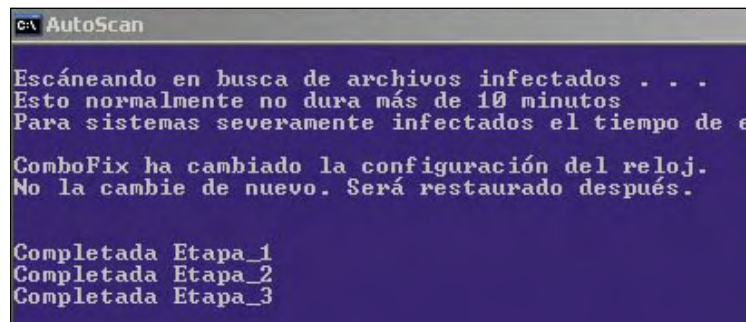 AutoScan
Escáneando en busca de archivos infectados . . .
Esto normalmente no dura más de 10 minutos
Para sistemas severamente infectados el tiempo de
ComboFix ha cambiado la configuración del reloj.
No la cambie de nuevo. Será restaurado después.
Completada Etapa_1
Completada Etapa_2
Completada Etapa_3